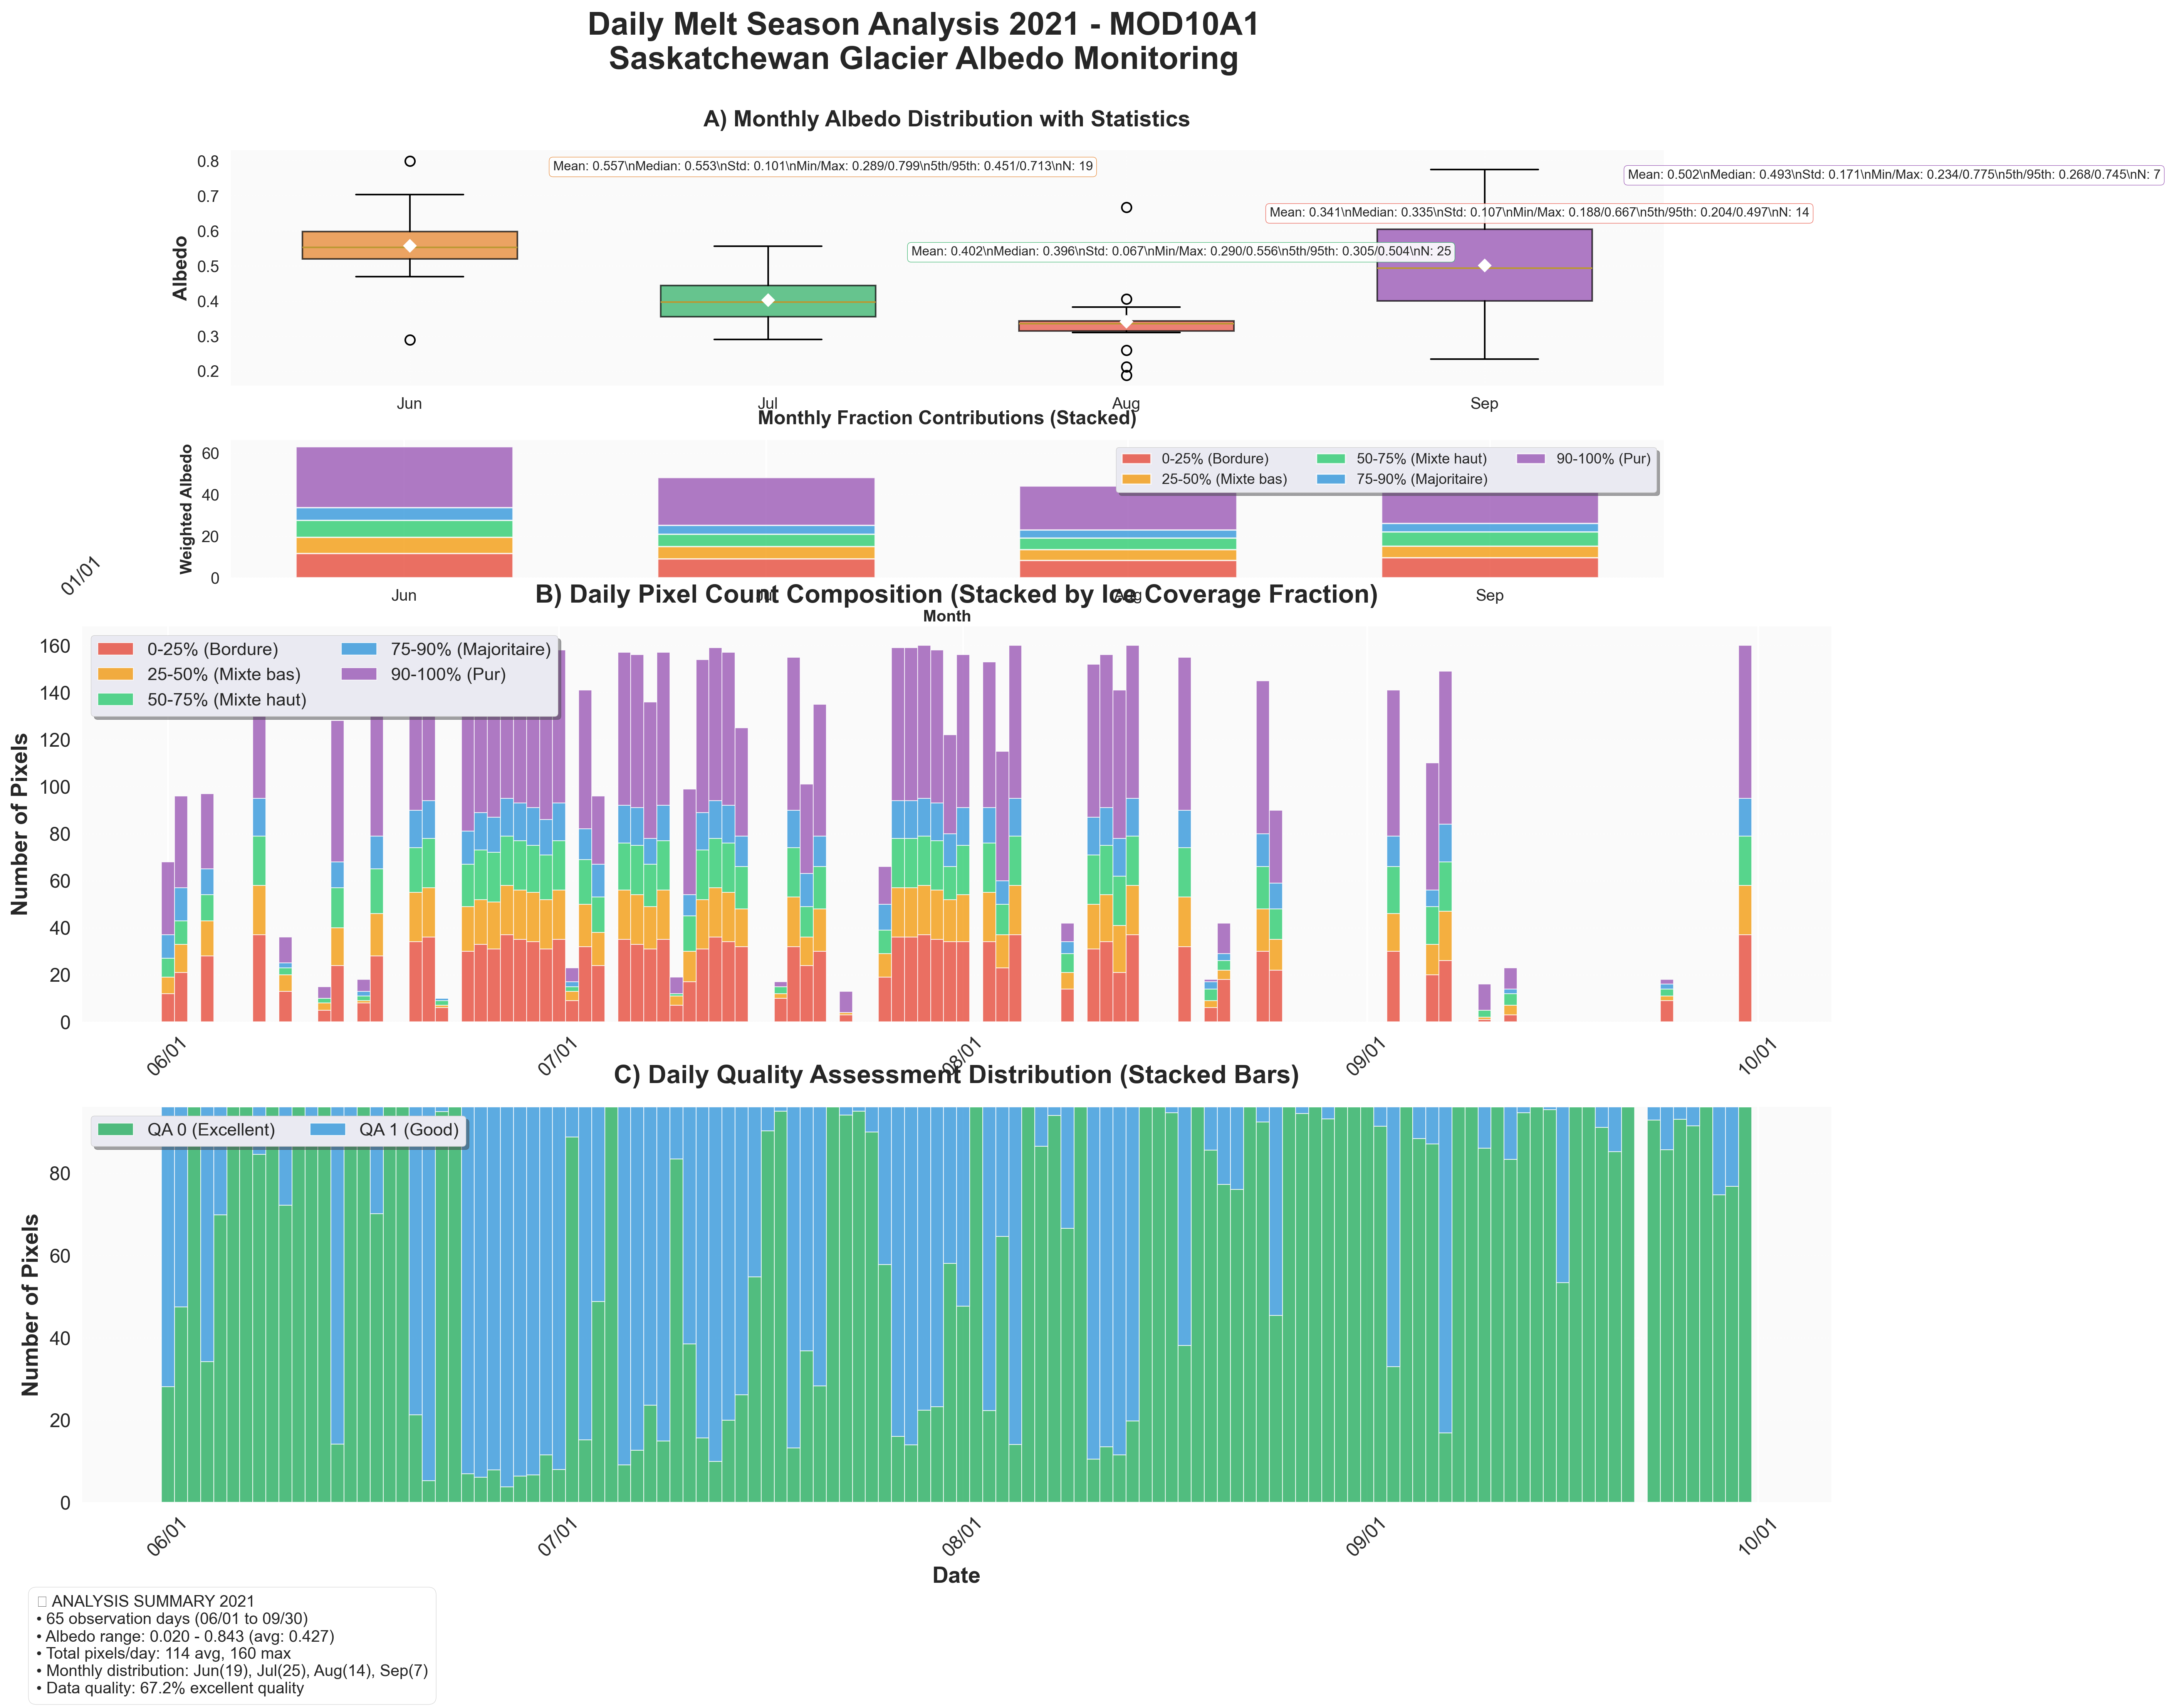 Daily Melt Season Analysis 2021 - MOD10A1
Saskatchewan Glacier Albedo Monitoring
A) Monthly Albedo Distribution with Statistics
Albedo
0.8
0.7
0.6
0.5
0.4
0.3
0.2
Mean: 0.557\nMedian: 0.553\nStd: 0.101\nMin/Max: 0.289/0.799\n5th/95th: 0.451/0.713\nN: 19
Mean: 0.502\nMedian: 0.493\nStd: 0.171\nMin/Max: 0.234/0.775\n5th/95th: 0.268/0.745\nN: 7
Mean: 0.341\nMedian: 0.335\nStd: 0.107\nMin/Max: 0.188/0.667\n5th/95th: 0.204/0.497\nN: 14
Mean: 0.402\nMedian: 0.396\nStd: 0.067\nMin/Max: 0.290/0.556\n5th/95th: 0.305/0.504\nN: 25
Jun Jul Aug Sep
Monthly Fraction Contributions (Stacked)
Weighted Albedo
60
40
20
0
0-25% (Bordure) 50-75% (Mixte haut) 90-100% (Pur)
25-50% (Mixte bas) 75-90% (Majoritaire)
01/01
Jun Jul Aug Sep
Month
B) Daily Pixel Count Composition (Stacked by Ice Coverage Fraction)
Number of Pixels
160
140
120
100
80
60
40
20
0
0-25% (Bordure) 75-90% (Majoritaire)
25-50% (Mixte bas) 90-100% (Pur)
50-75% (Mixte haut)
06/01 07/01 08/01 09/01 10/01
C) Daily Quality Assessment Distribution (Stacked Bars)
Number of Pixels
80
60
40
20
0
QA 0 (Excellent) QA 1 (Good)
06/01 07/01 08/01 09/01 10/01
Date
ANALYSIS SUMMARY 2021
• 65 observation days (06/01 to 09/30)
• Albedo range: 0.020 - 0.843 (avg: 0.427)
• Total pixels/day: 114 avg, 160 max
• Monthly distribution: Jun(19), Jul(25), Aug(14), Sep(7)
• Data quality: 67.2% excellent quality